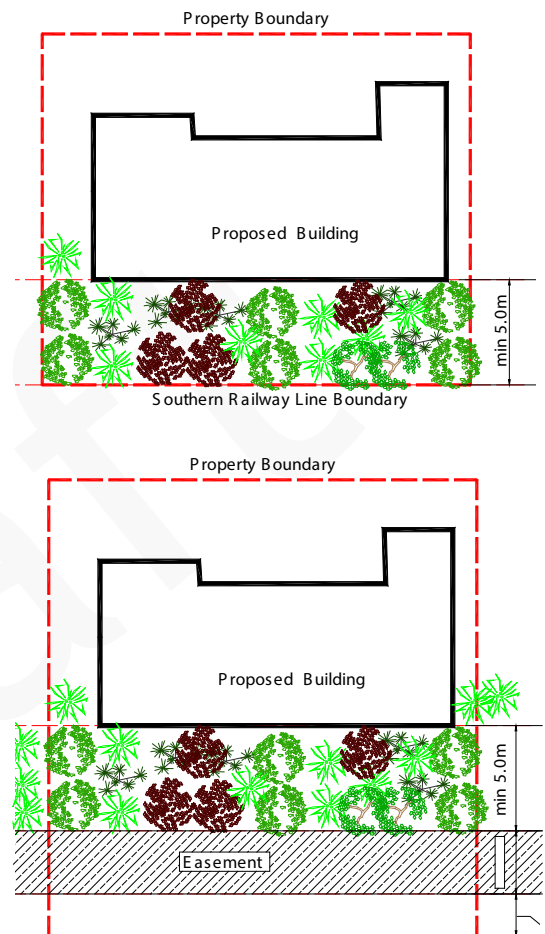 Property Boundary
Proposed Building
min 5.0m
Southern Railway Line Boundary
Property Boundary
Proposed Building
min 5.0m
Easement